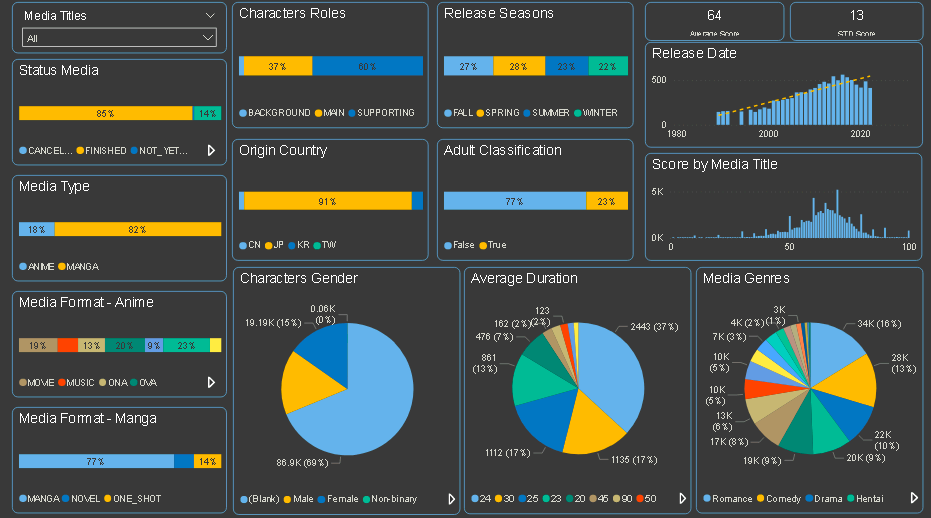 Media Titles
All
Status Media
85%
14%
CANCEL... FINISHED NOT_YET...
Media Type
18%
82%
ANIME MANGA
Media Format - Anime
19%
13%
20%
9%
23%
MOVIE MUSIC ONA OVA
Media Format - Manga
77%
14%
MANGA NOVEL ONE_SHOT
Characters Roles
37%
60%
BACKGROUND MAIN SUPPORTING
Release Seasons
27%
28%
23%
22%
FALL SPRING SUMMER WINTER
Origin Country
91%
CN JP KR TW
Adult Classification
77%
23%
False True
64
Average Score
13
STD Score
Release Date
500
0
1980 2000 2020
Score by Media Title
5K
0K
0 50 100
Characters Gender
0.06K
(0%)
19.19K (15%)
86.9K (69%)
(Blank) Male Female Non-binary
Average Duration
123
(2%)
162 (2%)
476 (7%)
861
(13%)
1112 (17%)
1135 (17%)
2443 (37%)
24 30 25 23 20 45 90 50
Media Genres
3K
(1%)
4K (2%)
7K (3%)
10K
(5%)
10K
(5%)
13K
(6%)
17K (8%)
19K (9%)
20K (9%)
22K
(10%)
28K
(13%)
34K (16%)
Romance Comedy Drama Hentai